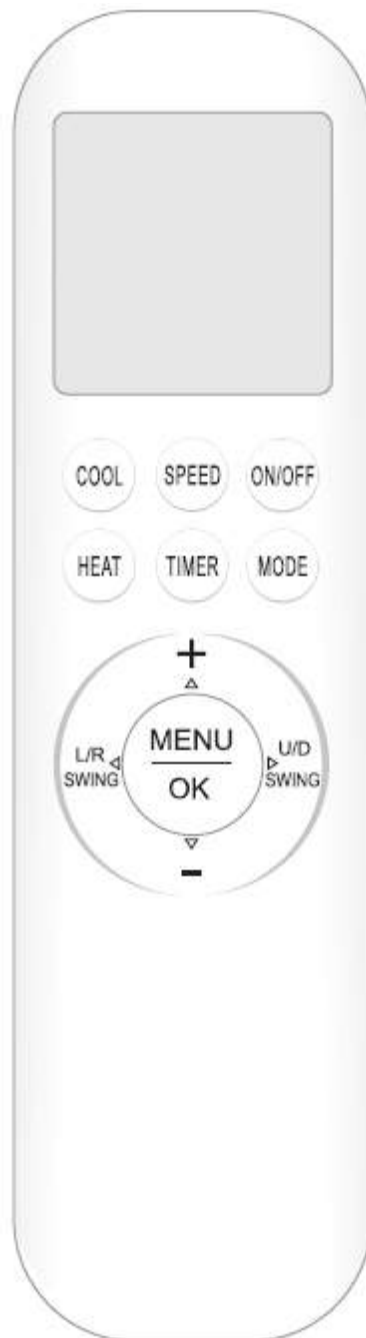 COOL SPEED ON/OFF
HEAT TIMER MODE
+
L/R SWING
MENU
OK
U/D SWING
-